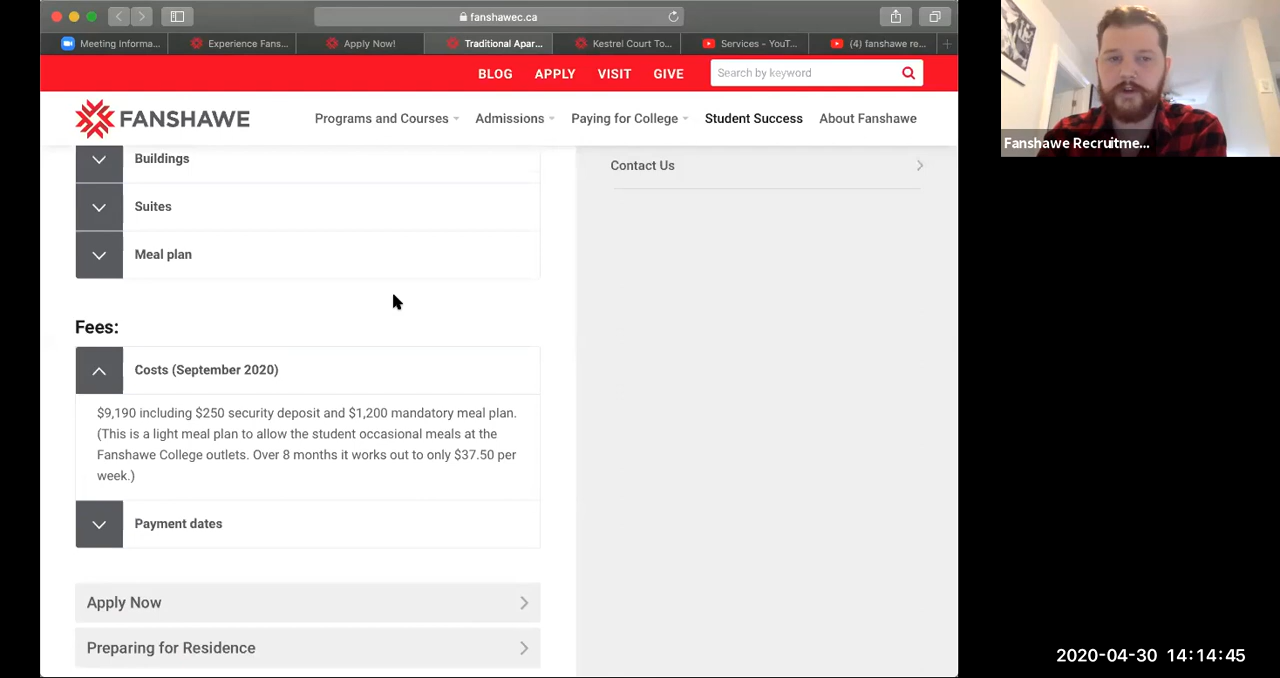 fanshawec.ca
Meeting Informa...
Experience Fans...
Apply Now!
Traditional Apar...
Kestrel Court To...
Services – YouT...
(4) fanshawe re...
BLOG
APPLY
VISIT
GIVE
Search by keyword
FANSHAWE
Programs and Courses
Admissions
Paying for College
Student Success
About Fanshawe
Buildings
Suites
Meal plan
Contact Us
Fees:
Costs (September 2020)
$9,190 including $250 security deposit and $1,200 mandatory meal plan.
(This is a light meal plan to allow the student occasional meals at the
Fanshawe College outlets. Over 8 months it works out to only $37.50 per
week.)
Payment dates
Apply Now
Preparing for Residence
Fanshawe Recruitme...
2020-04-30 14:14:45